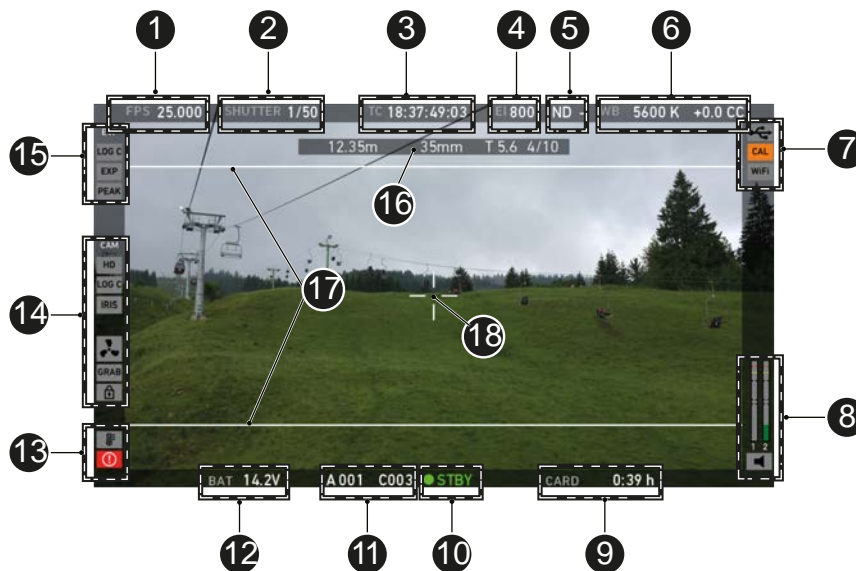 1 2 3 4 5 6
FPS 25.000 SHUTTER 1/50 TC 18:37:49:03 EI 800 ND - WB 5600 K +0.0 CC
12.35m 35mm T 5.6 4/10
15
LOG C
EXP
PEAK
CAL
WiFi
7
16
14
CAM
HD
LOG C
IRIS
GRAB
17
18
1 2
8
13
BAT 14.2V A001 C003 STBY CARD 0:39 h
12 11 10 9